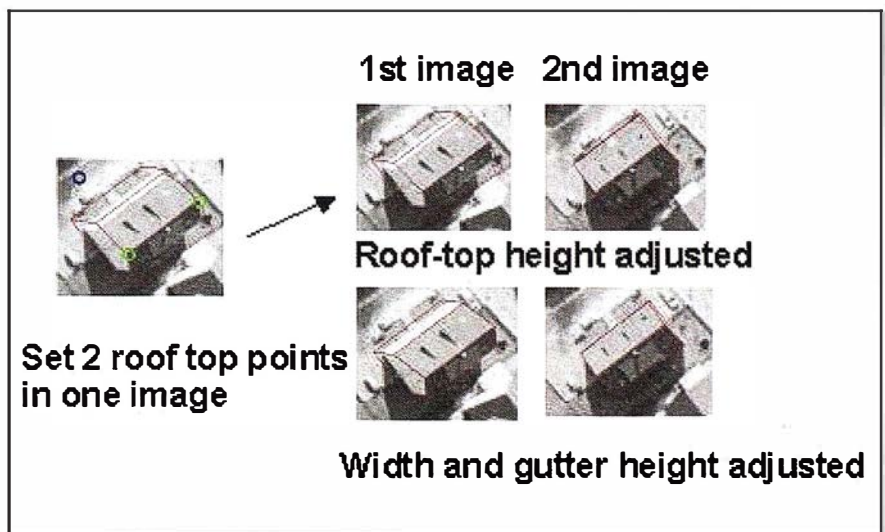 1st image 2nd image
Roof-top height adjusted
Set 2 roof top points
in one image
Width and gutter height adjusted